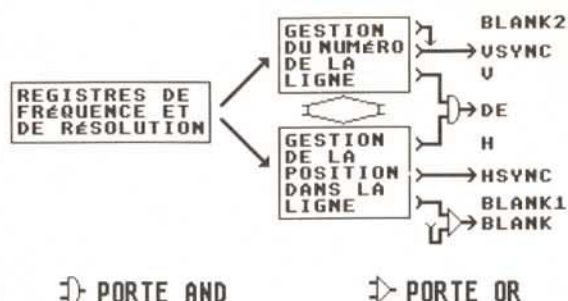 REGISTRES DE
FRÉQUENCE ET
DE RÉSOLUTION
GESTION
DU NUMÉRO
DE LA
LIGNE
GESTION
DE LA
POSITION
DANS LA
LIGNE
BLANK2
VSYNC
V
DE
H
HSYNC
BLANK1
BLANK
PORTE AND
PORTE OR